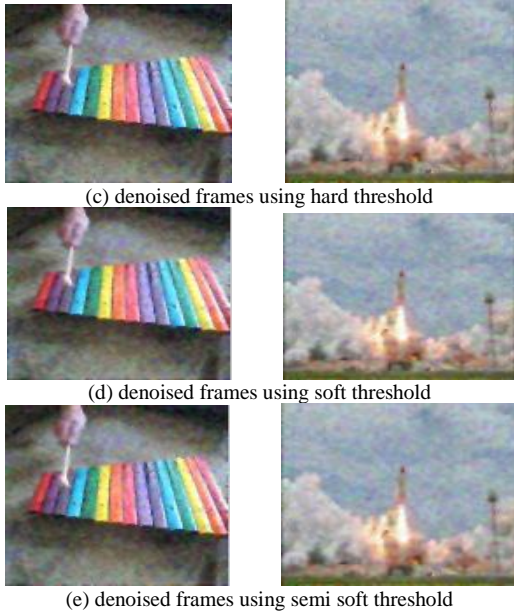 (c) denoised frames using hard threshold
(d) denoised frames using soft threshold
(e) denoised frames using semi soft threshold